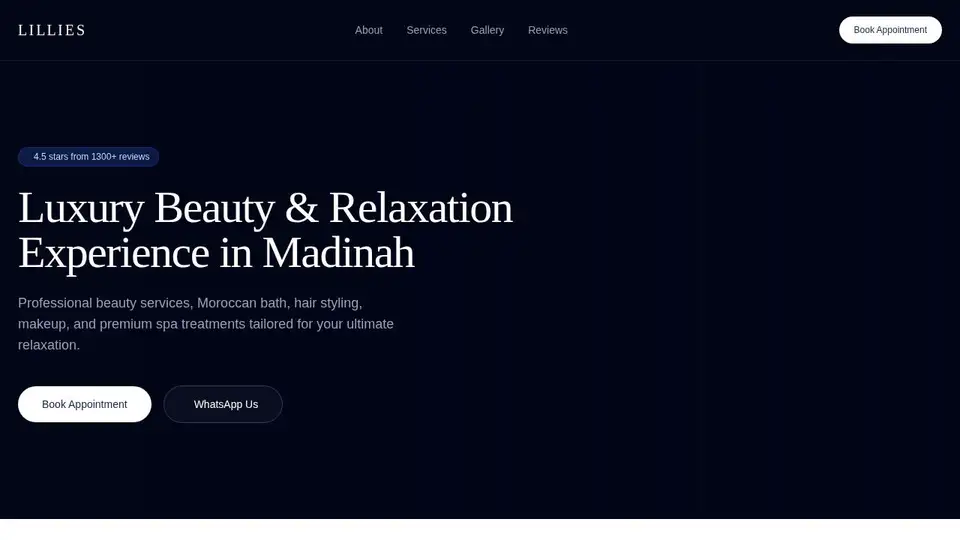 LILLIES
About
Services
Gallery
Reviews
Book Appointment
4.5 stars from 1300+ reviews
Luxury Beauty & Relaxation
Experience in Madinah
Professional beauty services, Moroccan bath, hair styling,
makeup, and premium spa treatments tailored for your ultimate
relaxation.
Book Appointment
WhatsApp Us